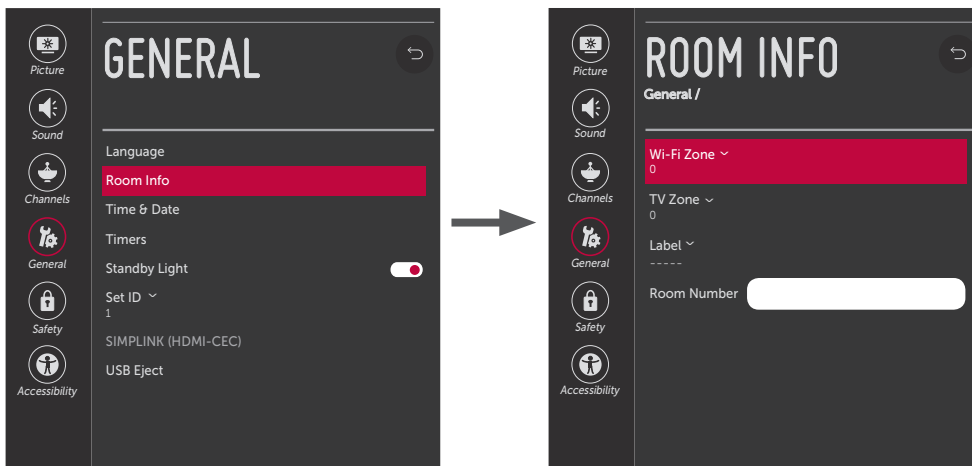 Picture
Sound
Channels
General
Safety
Accessibility
GENERAL
Language
Room Info
Time & Date
Timers
Standby Light
Set ID
1
SIMPLINK (HDMI-CEC)
USB Eject
Picture
Sound
Channels
General
Safety
Accessibility
ROOM INFO
General /
Wi-Fi Zone
0
TV Zone
0
Label
-----
Room Number